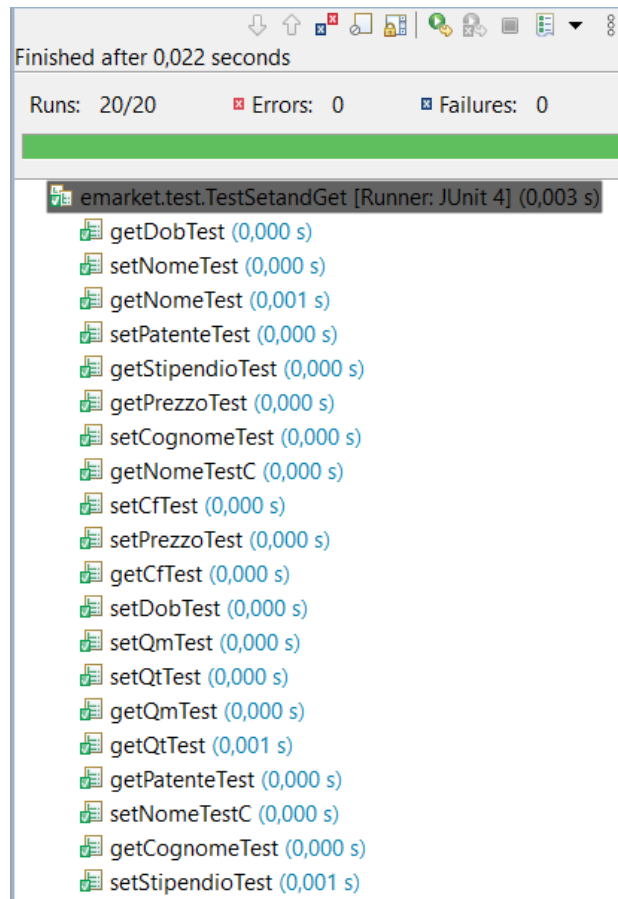 Finished after 0,022 seconds
Runs: 20/20 Errors: 0 Failures: 0
emarket.test.TestSetandGet [Runner: JUnit 4] (0,003 s)
getDobTest (0,000 s)
setNomeTest (0,000 s)
getNomeTest (0,001 s)
setPatenteTest (0,000 s)
getStipendioTest (0,000 s)
getPrezzoTest (0,000 s)
setCognomeTest (0,000 s)
getNomeTestC (0,000 s)
setCfTest (0,000 s)
setPrezzoTest (0,000 s)
getCfTest (0,000 s)
setDobTest (0,000 s)
setQmTest (0,000 s)
setQtTest (0,000 s)
getQmTest (0,000 s)
getQtTest (0,001 s)
getPatenteTest (0,000 s)
setNomeTestC (0,000 s)
getCognomeTest (0,000 s)
setStipendioTest (0,001 s)